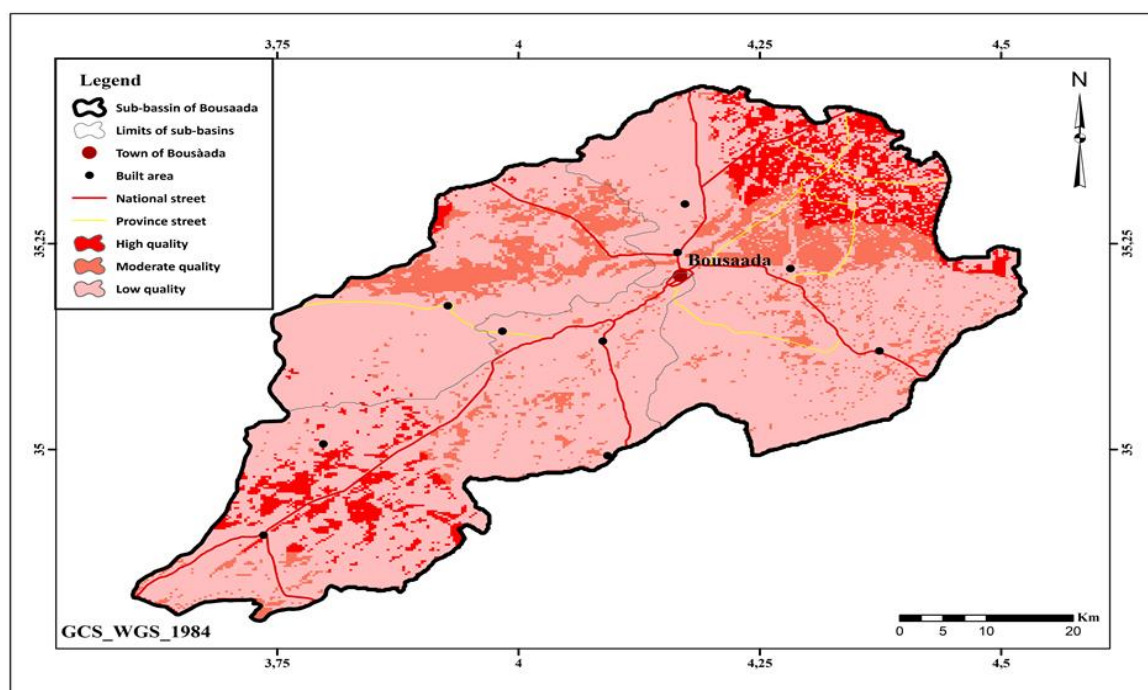 3,75 4 4,25 4,5
N
Legend
Sub-bassin of Bousaada
Limits of sub-basins
Town of Bousàada
Built area
National street
Province street
High quality
Moderate quality
Low quality
35,25 35,25
Bousaada
35 35
GCS_WGS_1984
Km
0 5 10 20
3,75 4 4,25 4,5